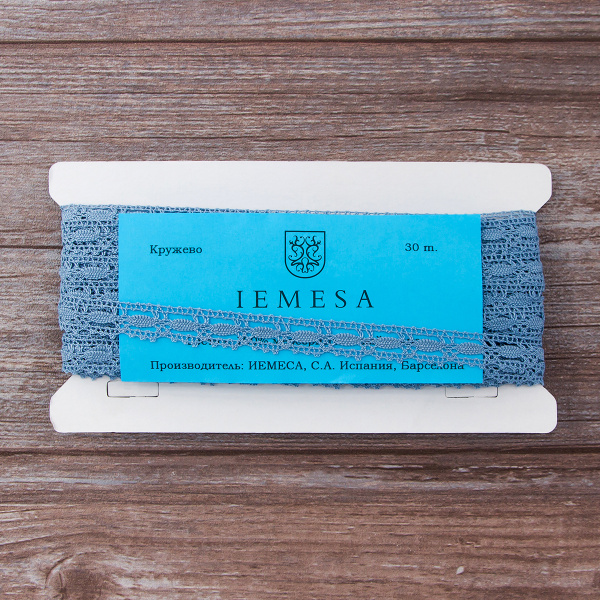 Кружево 30 m.
IEMESA
Производитель: ИЕМЕСА, С.А. Испания, Барселона